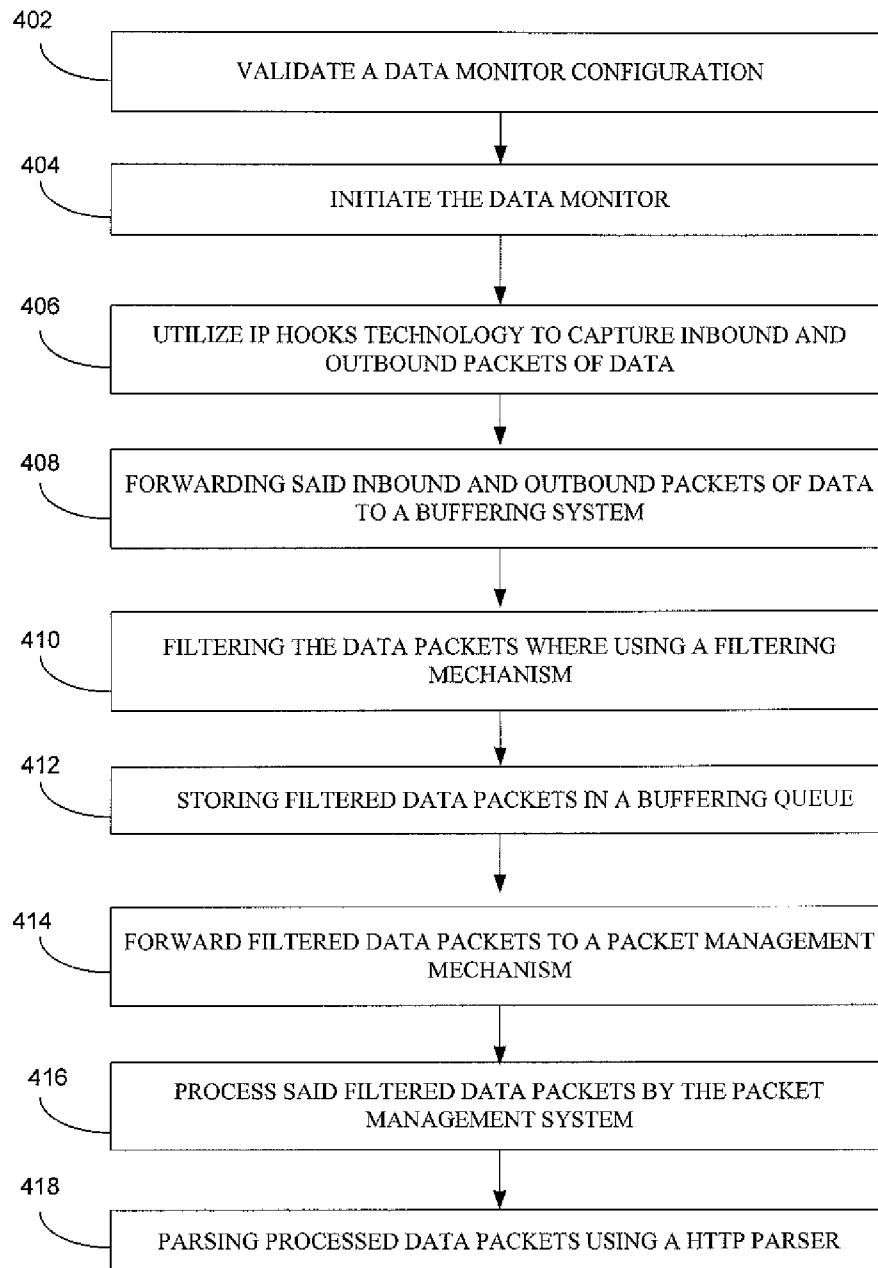 402
VALIDATE A DATA MONITOR CONFIGURATION
404
INITIATE THE DATA MONITOR
406
UTILIZE IP HOOKS TECHNOLOGY TO CAPTURE INBOUND AND
OUTBOUND PACKETS OF DATA
408
FORWARDING SAID INBOUND AND OUTBOUND PACKETS OF DATA
TO A BUFFERING SYSTEM
410
FILTERING THE DATA PACKETS WHERE USING A FILTERING
MECHANISM
412
STORING FILTERED DATA PACKETS IN A BUFFERING QUEUE
414
FORWARD FILTERED DATA PACKETS TO A PACKET MANAGEMENT
MECHANISM
416
PROCESS SAID FILTERED DATA PACKETS BY THE PACKET
MANAGEMENT SYSTEM
418
PARSING PROCESSED DATA PACKETS USING A HTTP PARSER